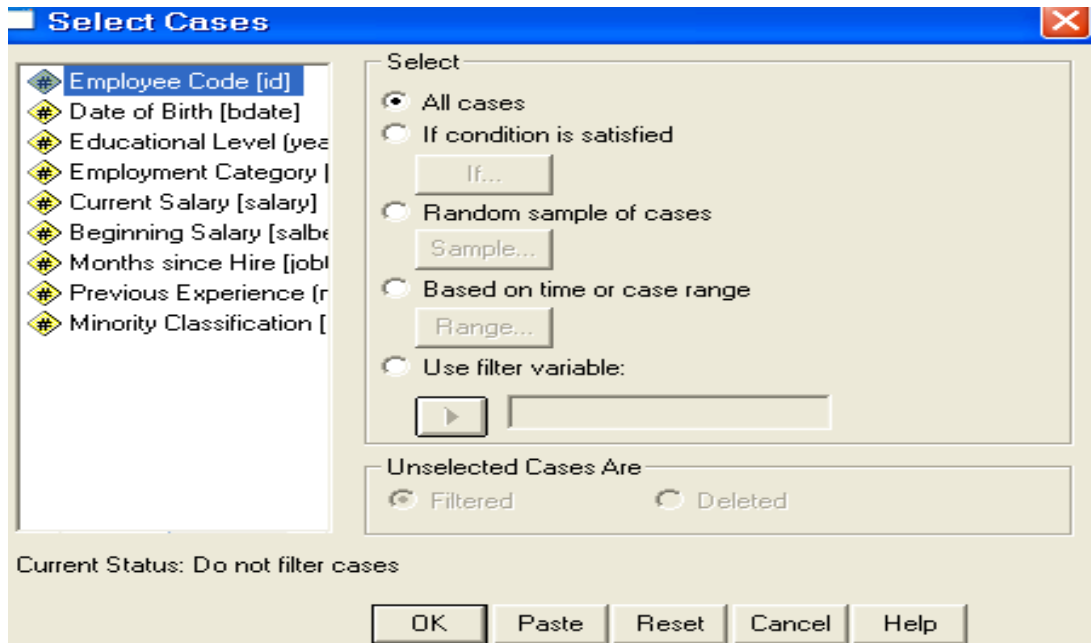 Select Cases
Employee Code [id]
Date of Birth [bdate]
Educational Level (yea
Employment Category [
Current Salary [salary]
Beginning Salary [salbe
Months since Hire [jobt
Previous Experience (r
Minority Classification [
Select
All cases
If condition is satisfied
If...
Random sample of cases
Sample...
Based on time or case range
Range...
Use filter variable:
Unselected Cases Are
Filtered Deleted
Current Status: Do not filter cases
OK Paste Reset Cancel Help